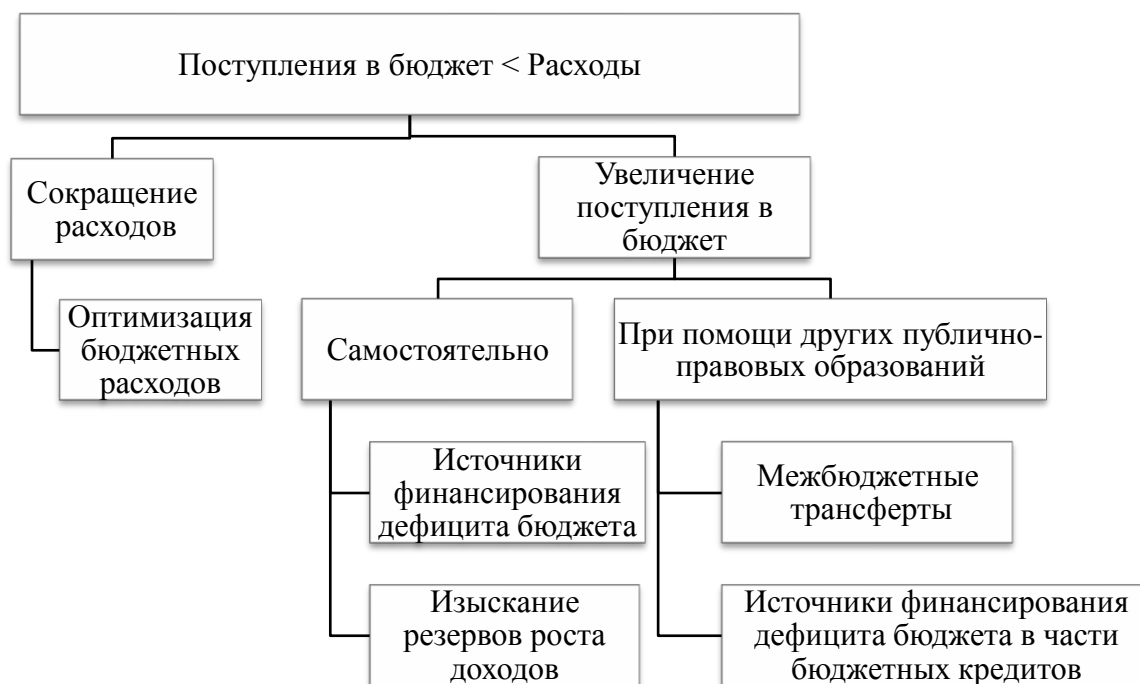 Поступления в бюджет < Расходы
Сокращение
расходов
Увеличение
поступления в
бюджет
Оптимизация
бюджетных
расходов
Самостоятельно
При помощи других публично-
правовых образований
Источники
финансирования
дефицита бюджета
Межбюджетные
трансферты
Изыскание
резервов роста
доходов
Источники финансирования
дефицита бюджета в части
бюджетных кредитов